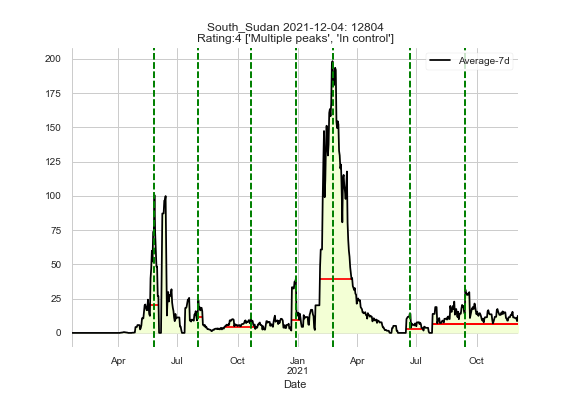 South_Sudan 2021-12-04: 12804
Rating:4 ['Multiple peaks', 'In control']
Average-7d
200
175
150
125
100
75
50
25
0
Apr
Jul
Oct
Jan
2021
Apr
Jul
Oct
Date